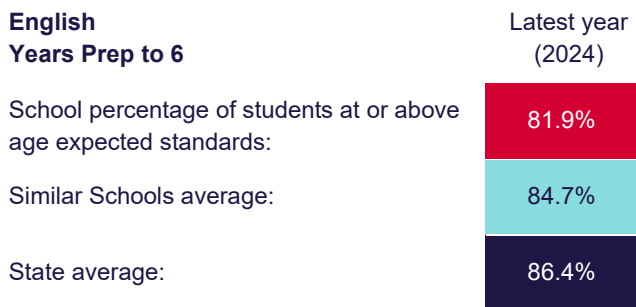 English
Years Prep to 6
Latest year
(2024)
School percentage of students at or above
age expected standards:
81.9%
Similar Schools average:
84.7%
State average:
86.4%